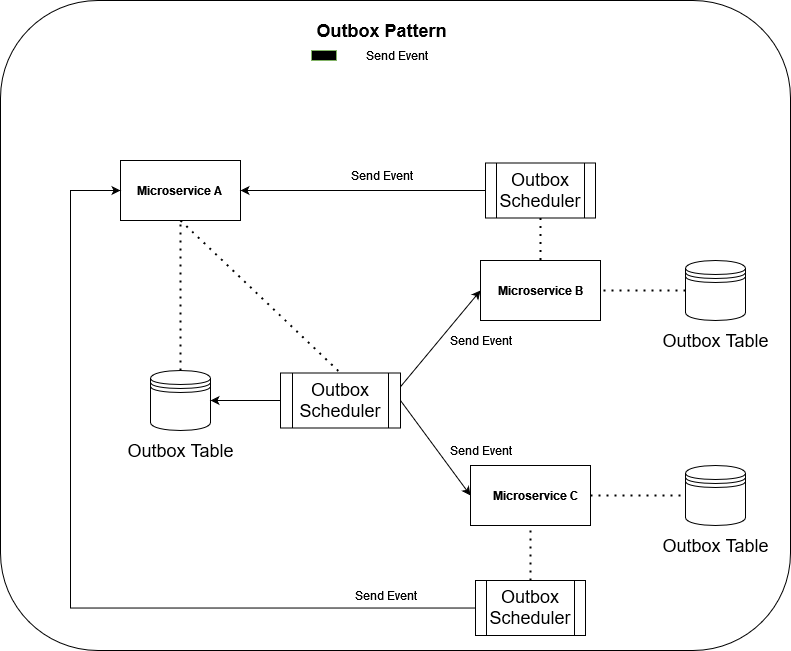 Outbox Pattern
Send Event
Send Event
Outbox
Scheduler
Microservice A
Microservice B
Outbox Table
Send Event
Outbox
Scheduler
Outbox Table
Send Event
Microservice C
Outbox Table
Send Event
Outbox
Scheduler